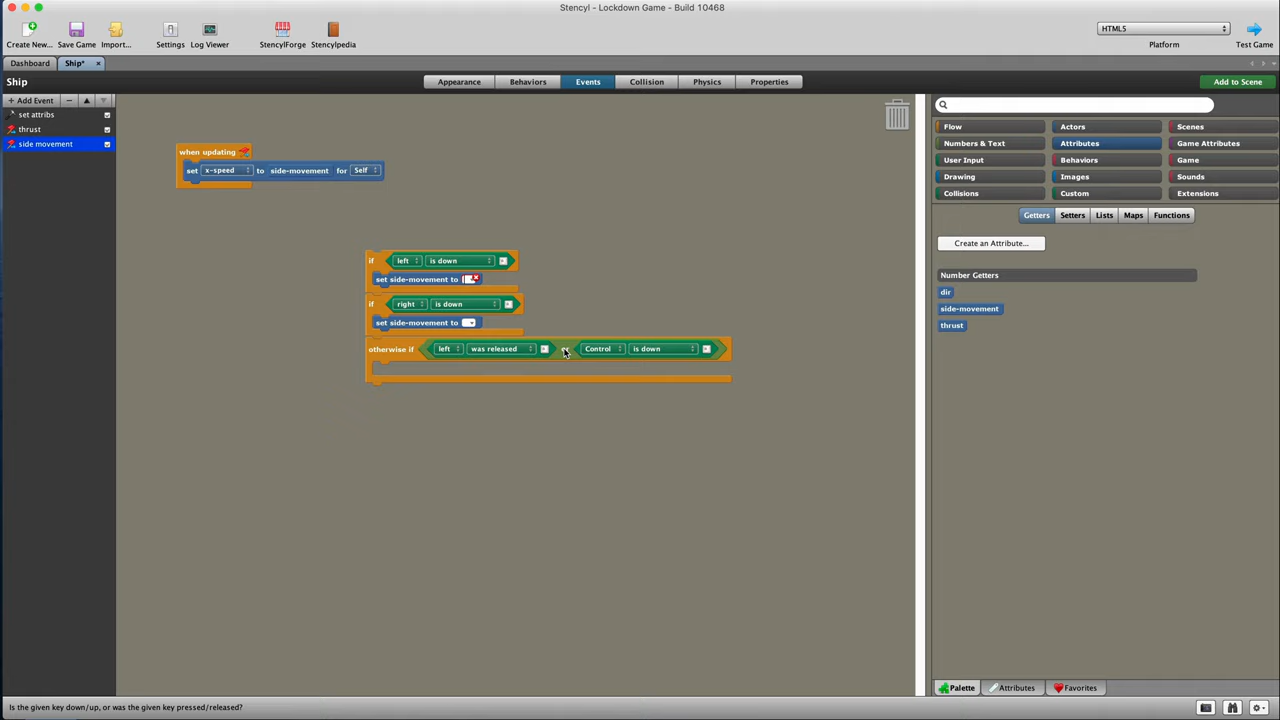 Stencyl - Lockdown Game - Build 10468
Create New... Save Game Import... Settings Log Viewer StencylForge Stencylpedia
HTML5
Platform
Test Game
Dashboard Ship*
Ship
Appearance Behaviors Events Collision Physics Properties
Add to Scene
+ Add Event
set attribs
thrust
side movement
when updating
set x-speed to side-movement for Self
if left is down
set side-movement to
if right is down
set side-movement to
otherwise if left was released or Control is down
Flow Actors Scenes
Numbers & Text Attributes Game Attributes
User Input Behaviors Game
Drawing Images Sounds
Collisions Custom Extensions
Getters Setters Lists Maps Functions
Create an Attribute...
Number Getters
dir
side-movement
thrust
Palette Attributes Favorites
Is the given key down/up, or was the given key pressed/released?